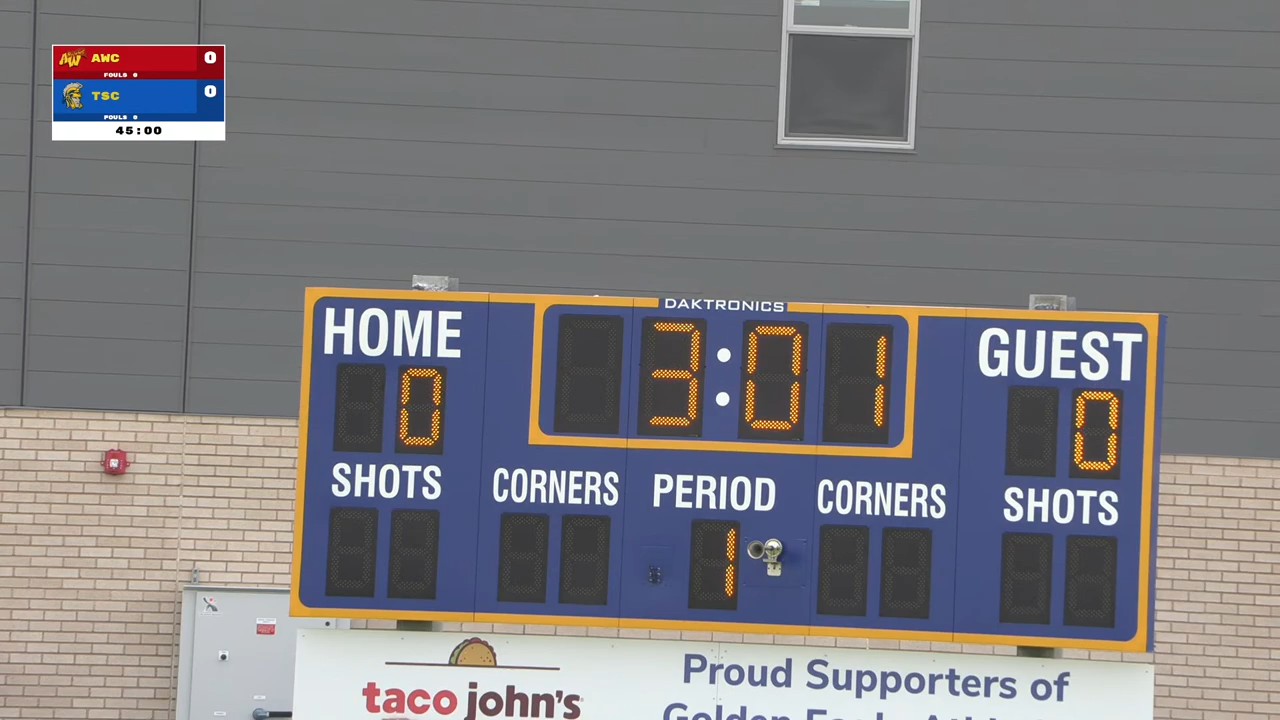 AWC 0
FOULS 0
TSC 0
FOULS 0
45:00
DAKTRONICS
HOME 3:01 GUEST
0 0
SHOTS CORNERS PERIOD CORNERS SHOTS
1
taco john's
Proud Supporters of